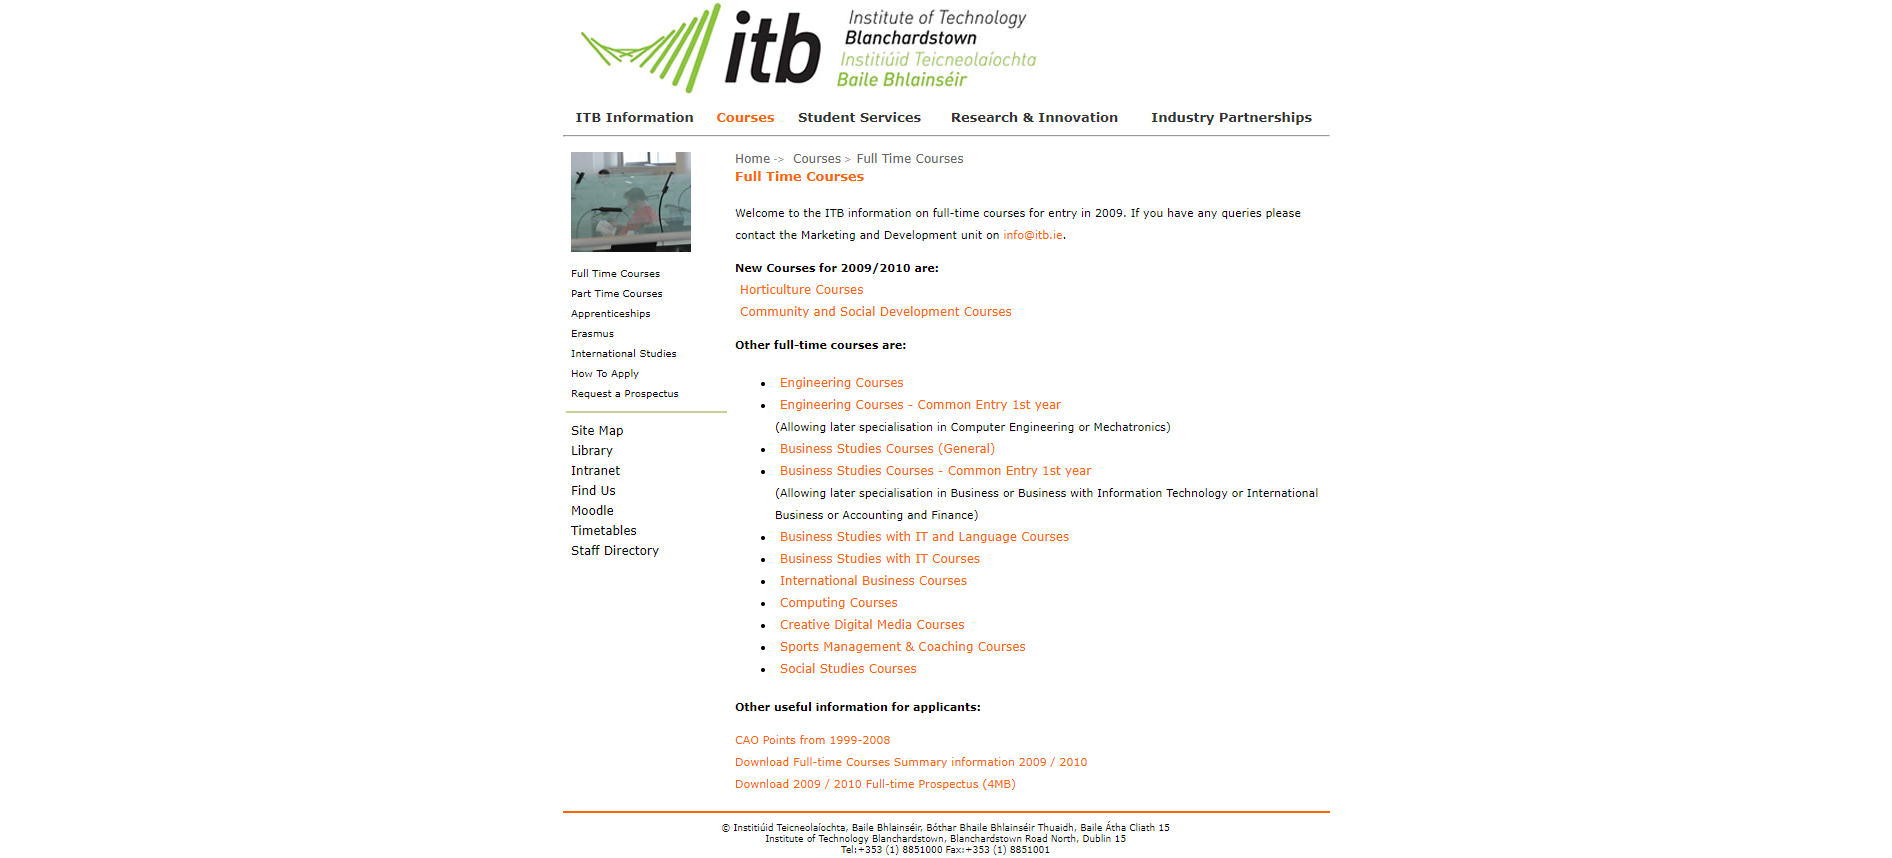 itb
Institute of Technology
Blanchardstown
Institiúid Teicneolaíochta
Baile Bhlainséir
ITB Information Courses Student Services Research & Innovation Industry Partnerships
Full Time Courses
Part Time Courses
Apprenticeships
Erasmus
International Studies
How To Apply
Request a Prospectus
Site Map
Library
Intranet
Find Us
Moodle
Timetables
Staff Directory
Home -> Courses > Full Time Courses
Full Time Courses
Welcome to the ITB information on full-time courses for entry in 2009. If you have any queries please
contact the Marketing and Development unit on info@itb.ie.
New Courses for 2009/2010 are:
Horticulture Courses
Community and Social Development Courses
Other full-time courses are:
• Engineering Courses
• Engineering Courses - Common Entry 1st year
(Allowing later specialisation in Computer Engineering or Mechatronics)
• Business Studies Courses (General)
• Business Studies Courses - Common Entry 1st year
(Allowing later specialisation in Business or Business with Information Technology or International
Business or Accounting and Finance)
• Business Studies with IT and Language Courses
• Business Studies with IT Courses
• International Business Courses
• Computing Courses
• Creative Digital Media Courses
• Sports Management & Coaching Courses
• Social Studies Courses
Other useful information for applicants:
CAO Points from 1999-2008
Download Full-time Courses Summary information 2009 / 2010
Download 2009 / 2010 Full-time Prospectus (4MB)
© Institiúid Teicneolaíochta, Baile Bhlainséir, Bóthar Bhaile Bhlainséir Thuaidh, Baile Átha Cliath 15
Institute of Technology Blanchardstown, Blanchardstown Road North, Dublin 15
Tel:+353 (1) 8851000 Fax:+353 (1) 8851001